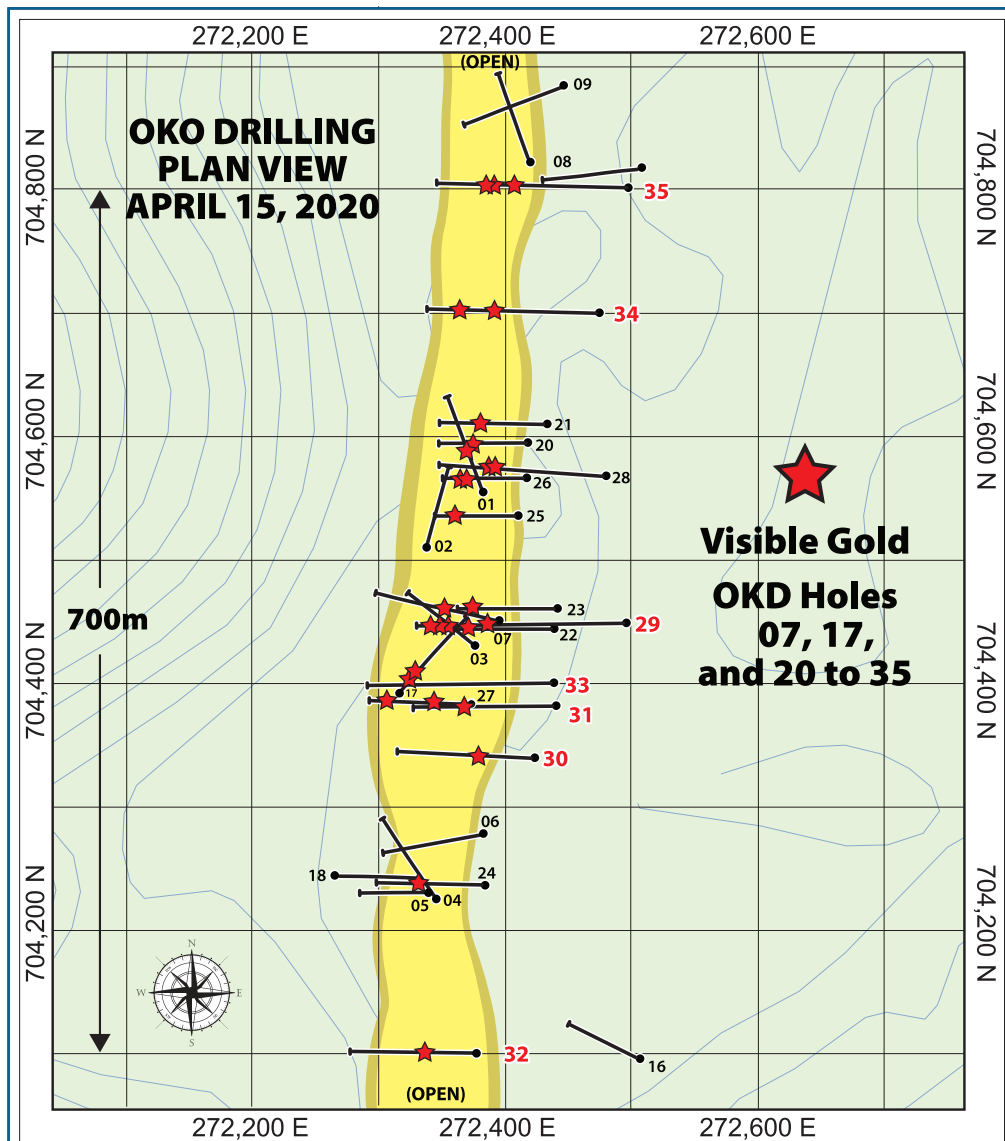 272,200 E
272,400 E
272,600 E
(OPEN)
09
OKO DRILLING
PLAN VIEW
APRIL 15, 2020
08
704,800 N
704,800 N
35
34
21
20
704,600 N
704,600 N
28
26
01
25
02
Visible Gold
OKD Holes
07, 17,
and 20 to 35
700m
23
29
07
22
03
33
17
27
31
704,400 N
704,400 N
30
06
18
24
05
04
704,200 N
704,200 N
N
W
E
S
32
16
(OPEN)
272,200 E
272,400 E
272,600 E